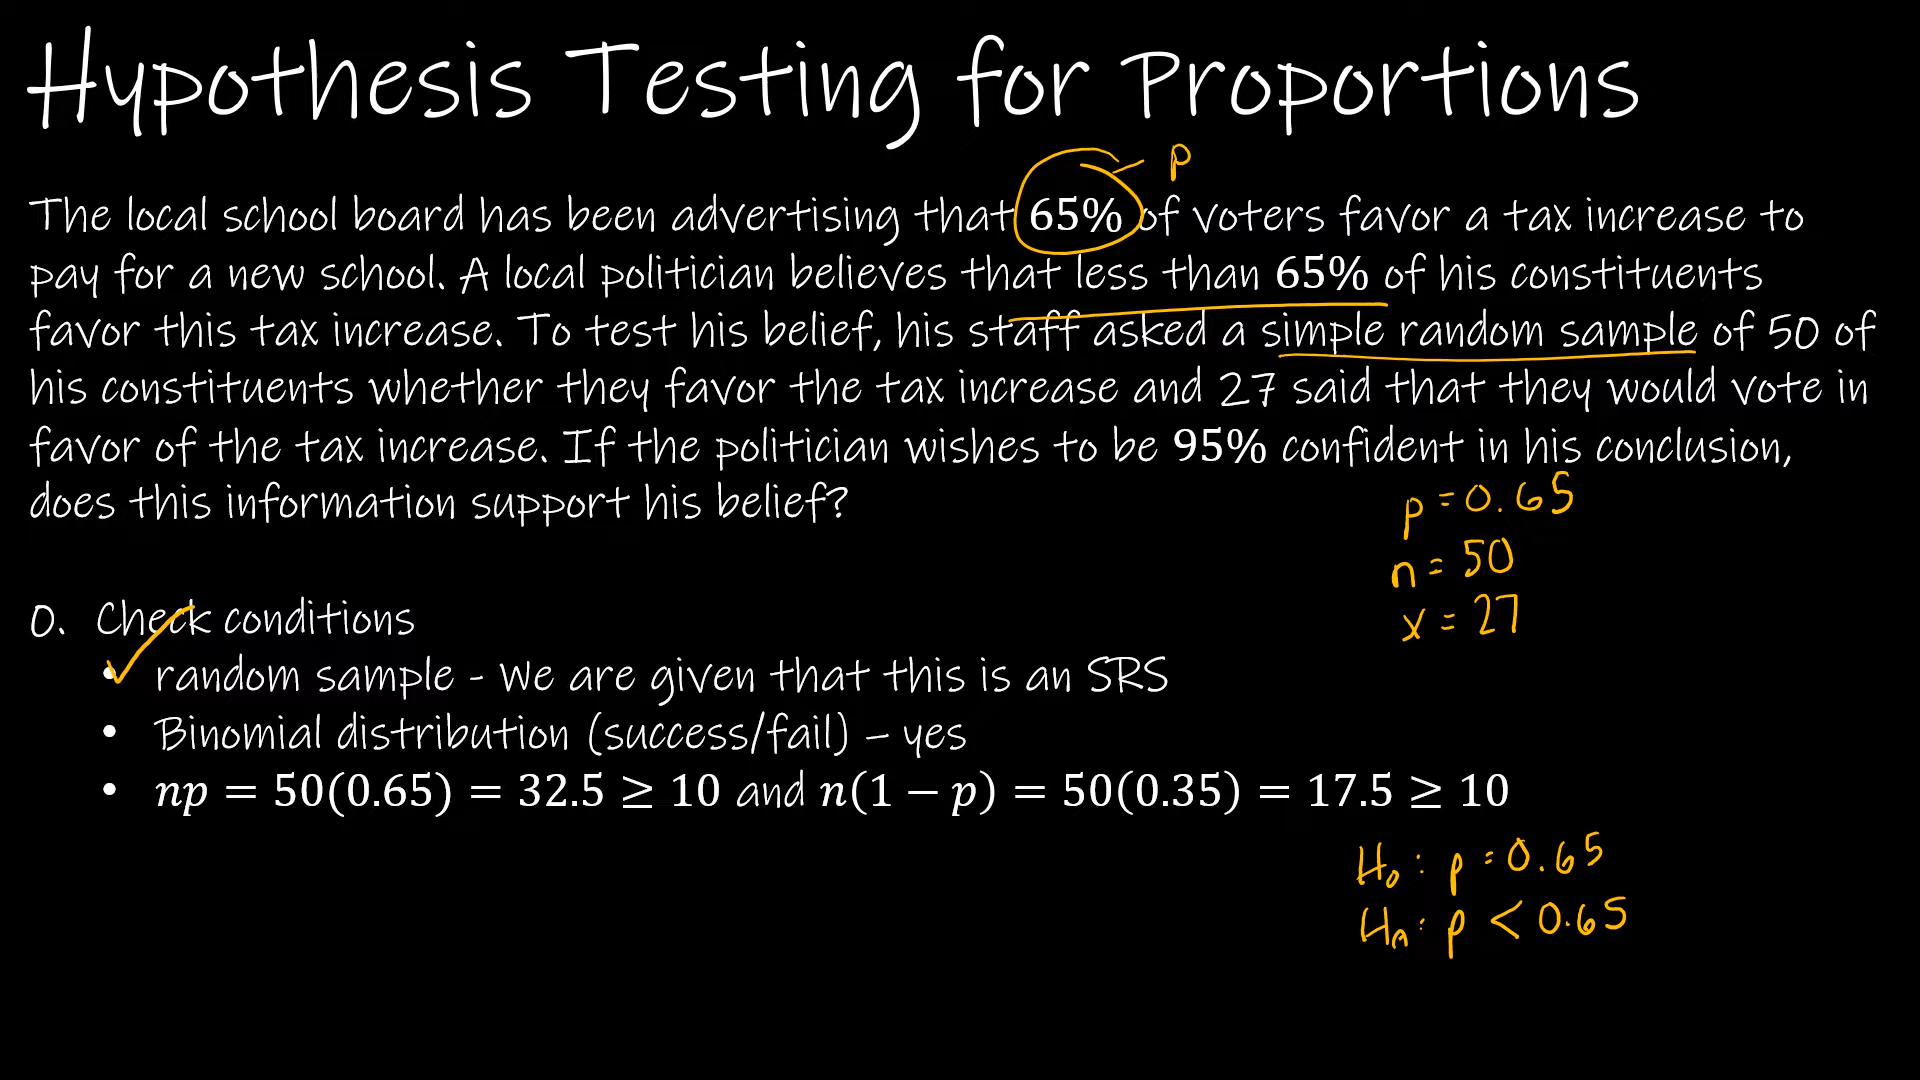 Hypothesis Testing for Proportions
p
The local school board has been advertising that 65% of voters favor a tax increase to
pay for a new school. A local politician believes that less than 65% of his constituents
favor this tax increase. To test his belief, his staff asked a simple random sample of 50 of
his constituents whether they favor the tax increase and 27 said that they would vote in
favor of the tax increase. If the politician wishes to be 95% confident in his conclusion,
does this information support his belief?
p = 0.65
n = 50
x = 27
0. Check conditions
• random sample - We are given that this is an SRS
• Binomial distribution (success/fail) – yes
• np = 50(0.65) = 32.5 ≥ 10 and n(1 − p) = 50(0.35) = 17.5 ≥ 10
H₀: p = 0.65
Hₐ: p < 0.65